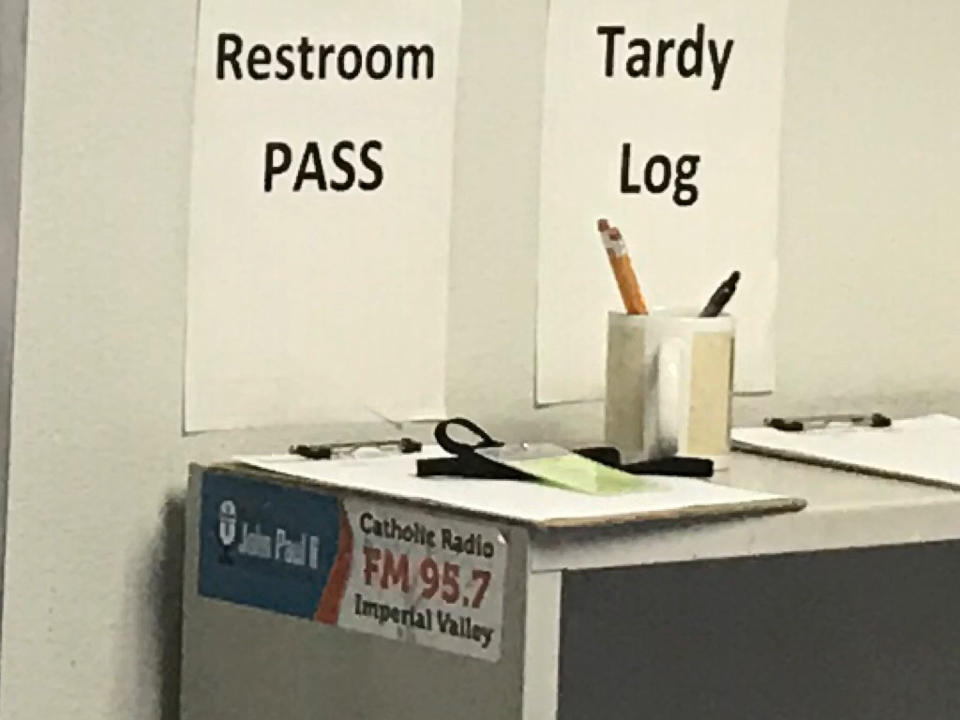 Restroom
PASS
Tardy
Log
John Paul II
Catholic Radio
FM 95.7
Imperial Valley